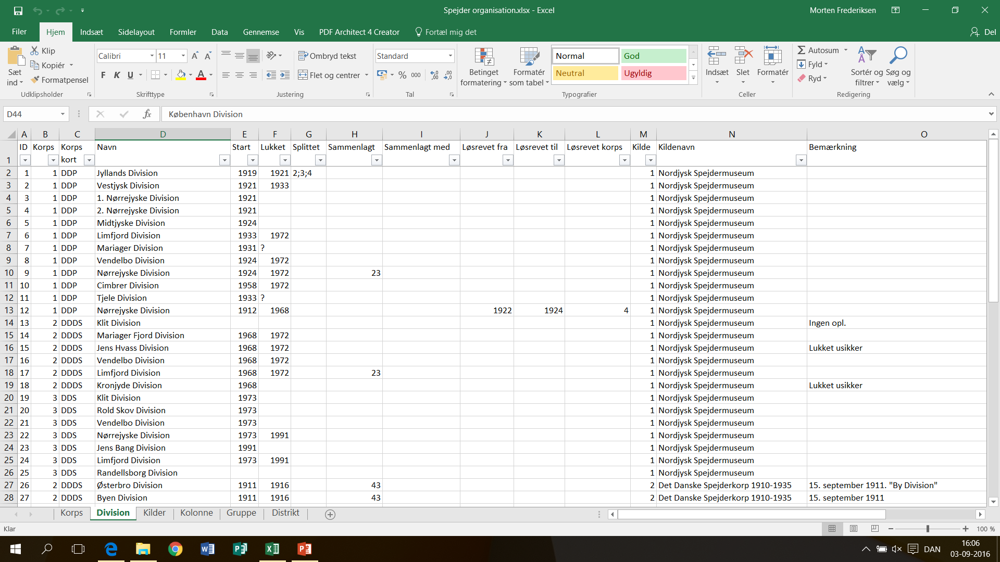 Spejder organisation.xlsx - Excel
Morten Frederiksen
Filer Hjem Indsæt Sidelayout Formler Data Gennemse Vis PDF Architect 4 Creator Fortæl mig det Del
Sæt ind
Klip
Kopiér
Formatpensel
Udklipsholder
Calibri 11
F K U
Skrifttype
Ombryd tekst
Flet og centrer
Justering
Standard
% 000
Tal
Betinget formatering
Formatér som tabel
Normal God
Neutral Ugyldig
Typografier
Indsæt Slet Formatér
Celler
Autosum
Fyld
Ryd
Sortér og filtrer
Søg og vælg
Redigering
D44 fx København Division
A B C D E F G H I J K L M N O
1 ID Korps Korps kort Navn Start Lukket Splittet Sammenlagt Sammenlagt med Løsrevet fra Løsrevet til Løsrevet korps Kilde Kildenavn Bemærkning
2 1 1 DDP Jyllands Division 1919 1921 2;3;4 1 Nordjysk Spejdermuseum
3 2 1 DDP Vestjysk Division 1921 1933 1 Nordjysk Spejdermuseum
4 3 1 DDP 1. Nørrejyske Division 1921 1 Nordjysk Spejdermuseum
5 4 1 DDP 2. Nørrejyske Division 1921 1 Nordjysk Spejdermuseum
6 5 1 DDP Midtjyske Division 1924 1 Nordjysk Spejdermuseum
7 6 1 DDP Limfjord Division 1933 1972 1 Nordjysk Spejdermuseum
8 7 1 DDP Mariager Division 1931 ? 1 Nordjysk Spejdermuseum
9 8 1 DDP Vendelbo Division 1924 1972 1 Nordjysk Spejdermuseum
10 9 1 DDP Nørrejyske Division 1924 1972 23 1 Nordjysk Spejdermuseum
11 10 1 DDP Cimbrer Division 1958 1972 1 Nordjysk Spejdermuseum
12 11 1 DDP Tjele Division 1933 ? 1 Nordjysk Spejdermuseum
13 12 1 DDP Nørrejyske Division 1912 1968 1922 1924 4 1 Nordjysk Spejdermuseum
14 13 2 DDDS Klit Division 1 Nordjysk Spejdermuseum Ingen opl.
15 14 2 DDDS Mariager Fjord Division 1968 1972 1 Nordjysk Spejdermuseum
16 15 2 DDDS Jens Hvass Division 1968 1972 1 Nordjysk Spejdermuseum Lukket usikker
17 16 2 DDDS Vendelbo Division 1968 1972 1 Nordjysk Spejdermuseum
18 17 2 DDDS Limfjord Division 1968 1972 23 1 Nordjysk Spejdermuseum
19 18 2 DDDS Kronjyde Division 1968 1 Nordjysk Spejdermuseum Lukket usikker
20 19 3 DDS Klit Division 1973 1 Nordjysk Spejdermuseum
21 20 3 DDS Rold Skov Division 1973 1 Nordjysk Spejdermuseum
22 21 3 DDS Vendelbo Division 1973 1 Nordjysk Spejdermuseum
23 22 3 DDS Nørrejyske Division 1973 1991 1 Nordjysk Spejdermuseum
24 23 3 DDS Jens Bang Division 1991 1 Nordjysk Spejdermuseum
25 24 3 DDS Limfjord Division 1973 1991 1 Nordjysk Spejdermuseum
26 25 3 DDS Randellsborg Division 1 Nordjysk Spejdermuseum
27 26 2 DDDS Østerbro Division 1911 1916 43 2 Det Danske Spejderkorp 1910-1935 15. september 1911. "By Division"
28 27 2 DDDS Byen Division 1911 1916 43 2 Det Danske Spejderkorp 1910-1935 15. september 1911
Korps Division Kilder Kolonne Gruppe Distrikt
Klar
100 %
DAN
16:06
03-09-2016